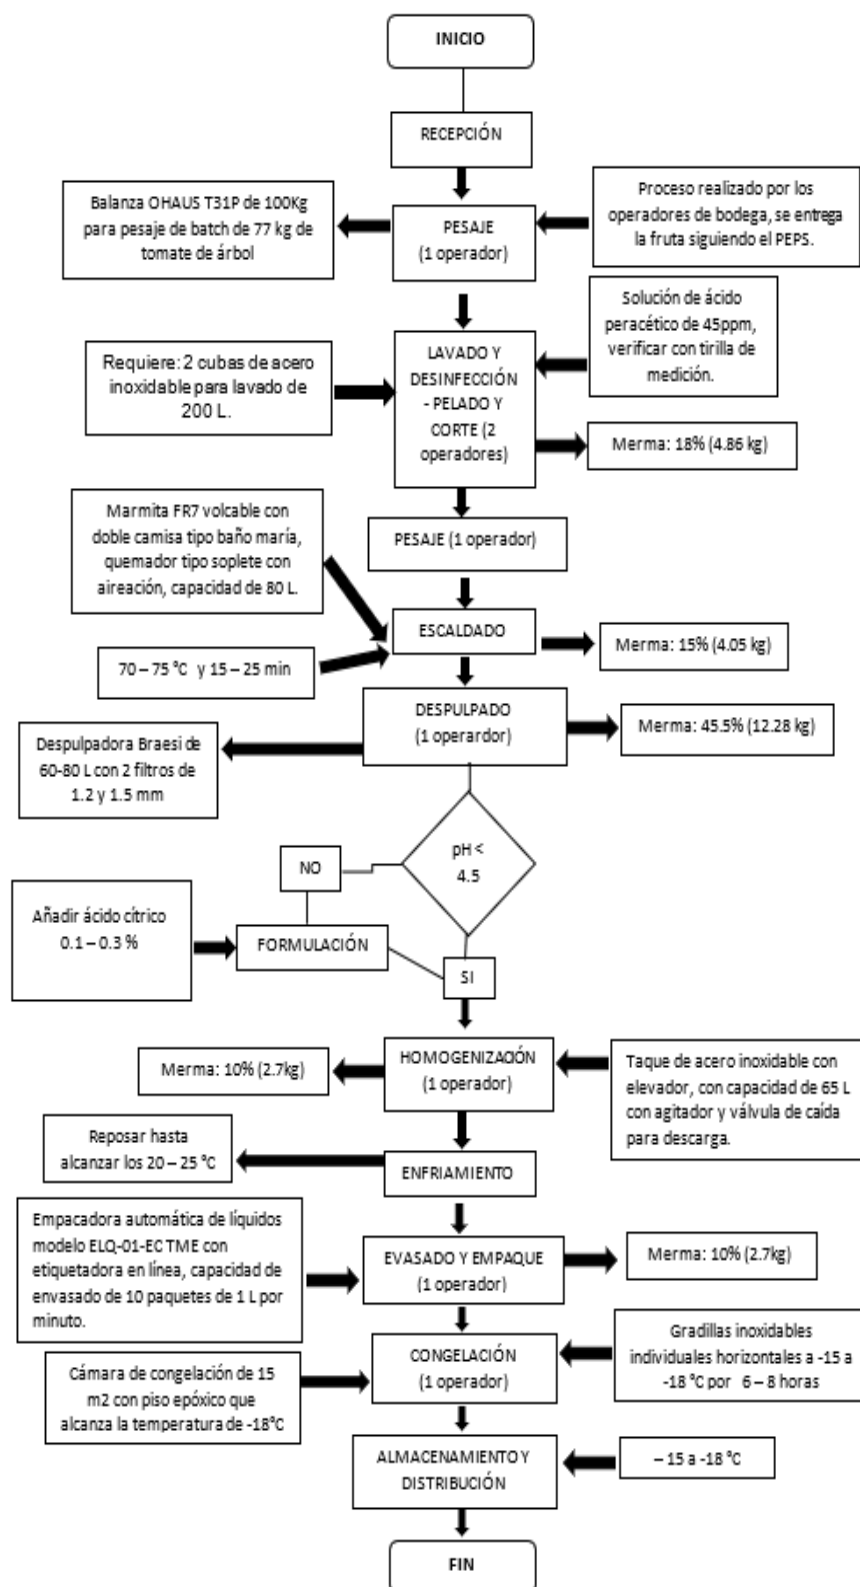 INICIO
RECEPCIÓN
Balanza OHAUS T31P de 100Kg
para pesaje de batch de 77 kg de
tomate de árbol
PESAJE
(1 operador)
Proceso realizado por los
operadores de bodega, se entrega
la fruta siguiendo el PEPS.
Solución de ácido
peracético de 45ppm,
verificar con tirilla de
medición.
Requiere: 2 cubas de acero
inoxidable para lavado de
200 L.
LAVADO Y
DESINFECCIÓN
- PELADO Y
CORTE (2
operadores)
Merma: 18% (4.86 kg)
Marmita FR7 volcable con
doble camisa tipo baño maría,
quemador tipo soplete con
aireación, capacidad de 80 L.
PESAJE (1 operador)
ESCALDADO
Merma: 15% (4.05 kg)
70 – 75 °C y 15 – 25 min
DESPULPADO
(1 operardor)
Merma: 45.5% (12.28 kg)
Despulpadora Braesi de
60-80 L con 2 filtros de
1.2 y 1.5 mm
pH <
4.5
NO
Añadir ácido cítrico
0.1 – 0.3 %
FORMULACIÓN
SI
Merma: 10% (2.7kg)
HOMOGENIZACIÓN
(1 operador)
Taque de acero inoxidable con
elevador, con capacidad de 65 L
con agitador y válvula de caída
para descarga.
Reposar hasta
alcanzar los 20 – 25 °C
ENFRIAMIENTO
Empacadora automática de líquidos
modelo ELQ-01-EC TME con
etiquetadora en línea, capacidad de
envasado de 10 paquetes de 1 L por
minuto.
EVASADO Y EMPAQUE
(1 operador)
Merma: 10% (2.7kg)
Cámara de congelación de 15
m2 con piso epóxico que
alcanza la temperatura de -18°C
CONGELACIÓN
(1 operador)
Gradillas inoxidables
individuales horizontales a -15 a
-18 °C por 6 – 8 horas
ALMACENAMIENTO Y
DISTRIBUCIÓN
– 15 a -18 °C
FIN